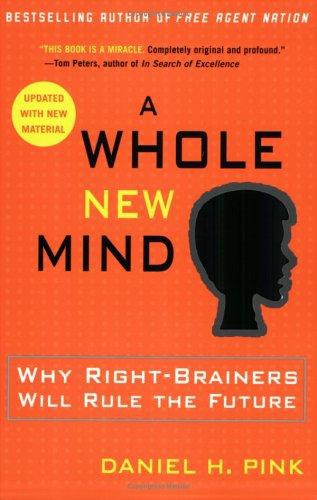 BESTSELLING AUTHOR OF FREE AGENT NATION
"THIS BOOK IS A MIRACLE. Completely original and profound."
—Tom Peters, author of In Search of Excellence
UPDATED
WITH NEW
MATERIAL
A
WHOLE
NEW
MIND
WHY RIGHT-BRAINERS
WILL RULE THE FUTURE
DANIEL H. PINK